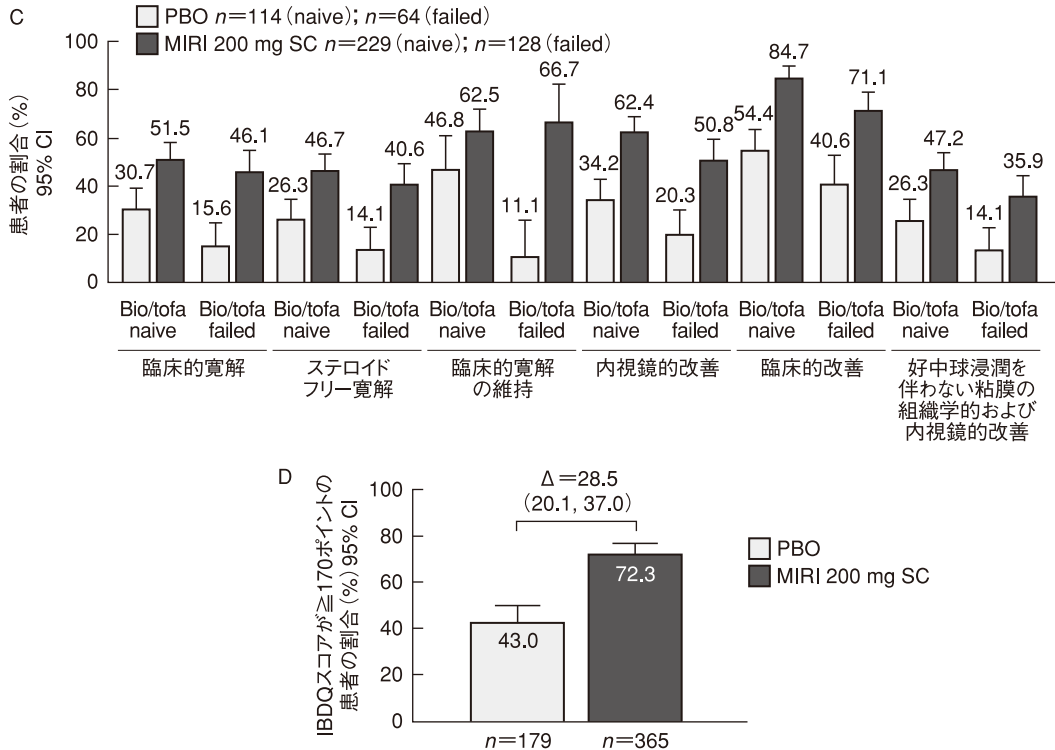 C
PBO n=114(naive); n=64(failed)
MIRI 200 mg SC n=229(naive); n=128(failed)
患者の割合(%)
95% CI
100
80
60
40
20
0
30.7
51.5
15.6
46.1
26.3
46.7
14.1
40.6
46.8
62.5
11.1
66.7
34.2
62.4
20.3
50.8
54.4
84.7
40.6
71.1
26.3
47.2
14.1
35.9
Bio/tofa
naive
Bio/tofa
failed
Bio/tofa
naive
Bio/tofa
failed
Bio/tofa
naive
Bio/tofa
failed
Bio/tofa
naive
Bio/tofa
failed
Bio/tofa
naive
Bio/tofa
failed
Bio/tofa
naive
Bio/tofa
failed
臨床的寛解
ステロイド
フリー寛解
臨床的寛解
の維持
内視鏡的改善
臨床的改善
好中球浸潤を
伴わない粘膜の
組織学的および
内視鏡的改善
D
IBDQスコアが≧170ポイントの
患者の割合(%)95% CI
100
80
60
40
20
0
Δ=28.5
(20.1, 37.0)
43.0
72.3
n=179
n=365
PBO
MIRI 200 mg SC